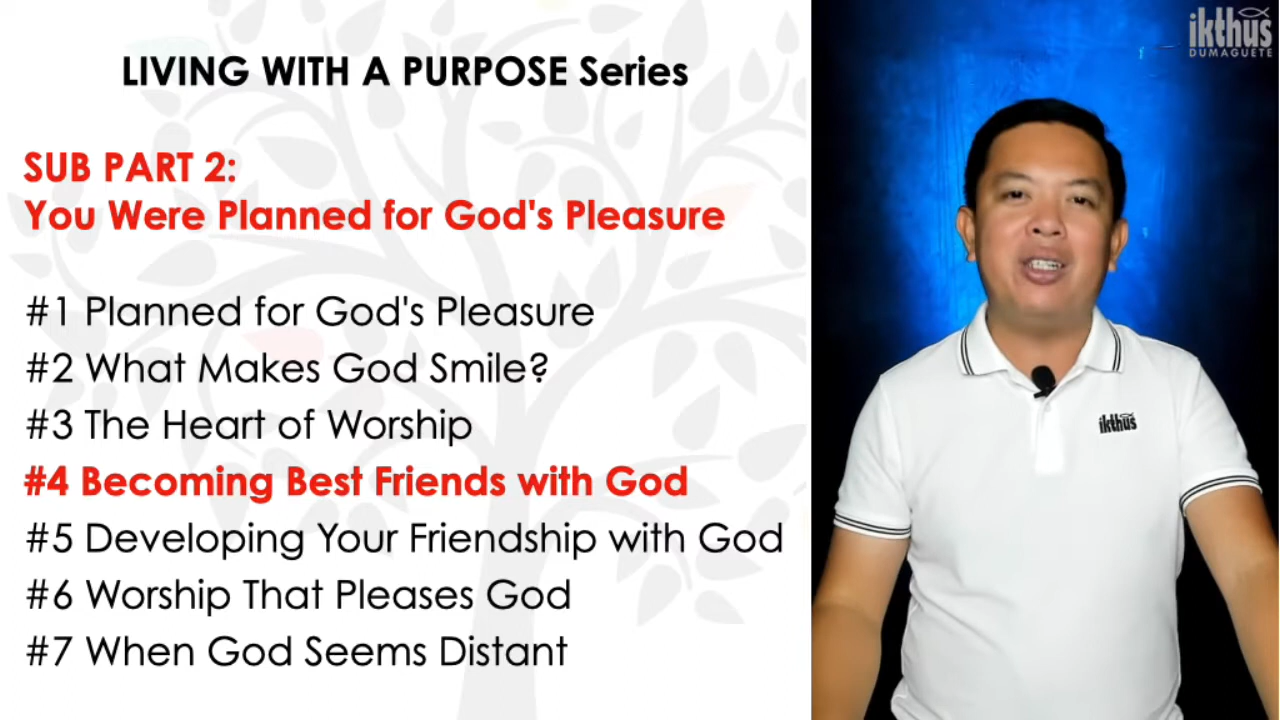 LIVING WITH A PURPOSE Series
SUB PART 2:
You Were Planned for God's Pleasure
#1 Planned for God's Pleasure
#2 What Makes God Smile?
#3 The Heart of Worship
#4 Becoming Best Friends with God
#5 Developing Your Friendship with God
#6 Worship That Pleases God
#7 When God Seems Distant
ikthus
DUMAGUETE
ikthus